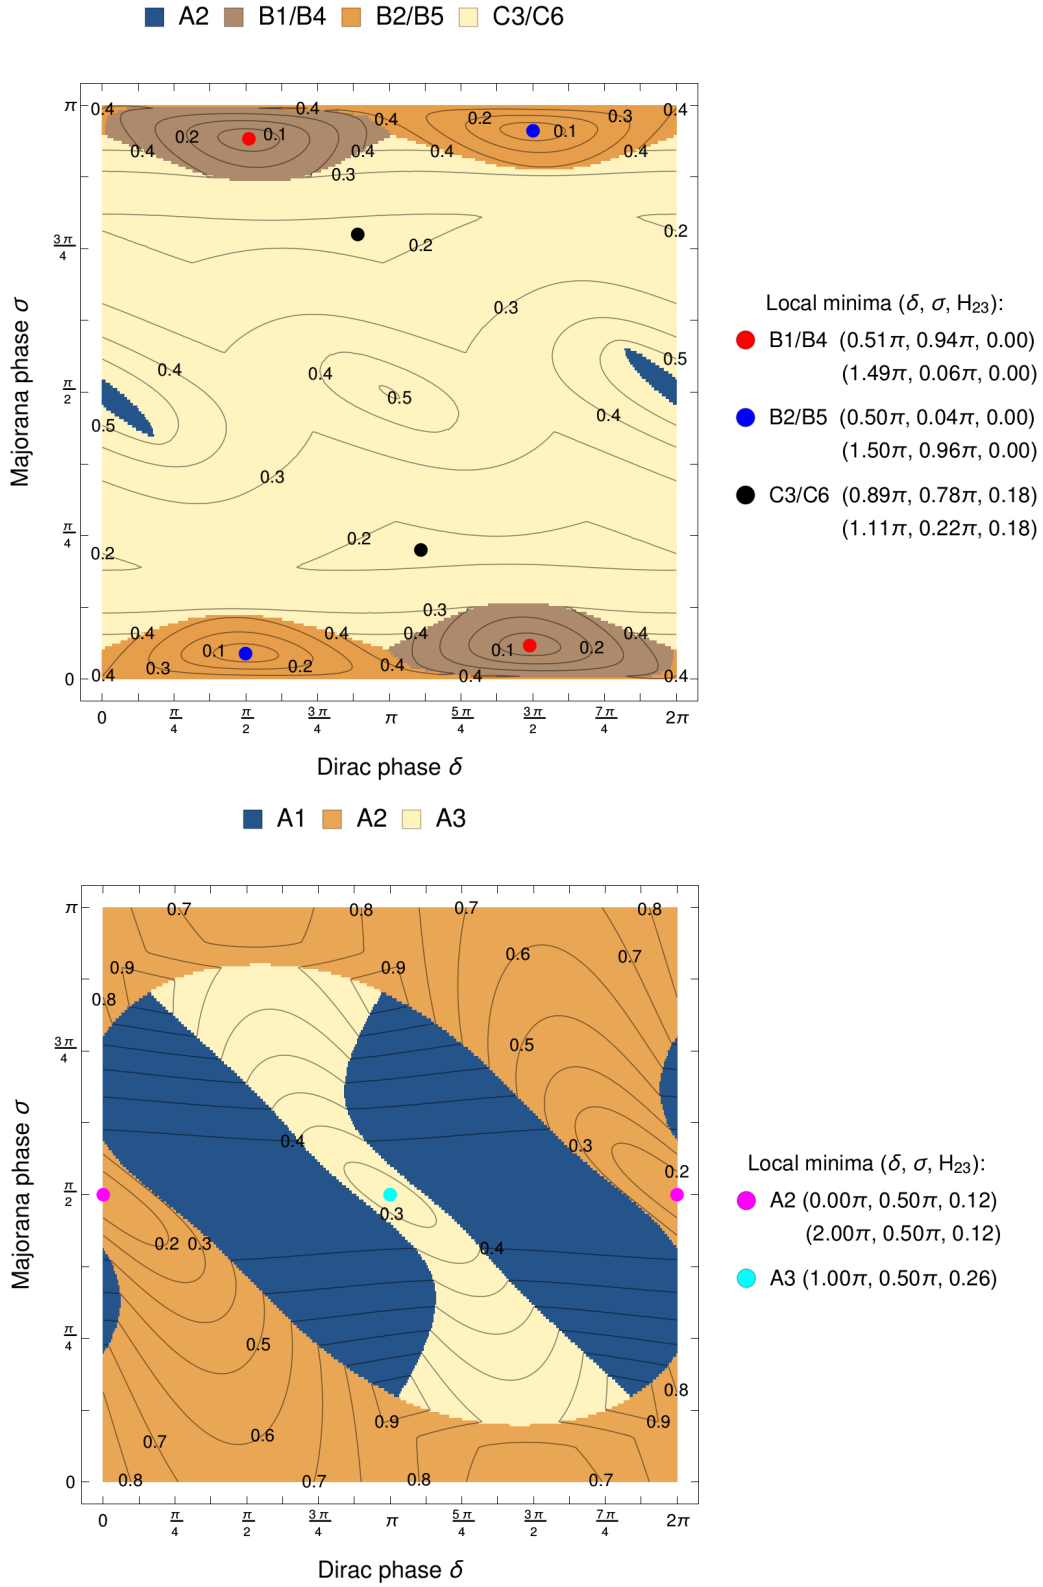 A2 B1/B4 B2/B5 C3/C6
π
3π/4
π/2
π/4
0
Majorana phase σ
0.4 0.4 0.4
0.2 0.1 0.4 0.2 0.1 0.3
0.4 0.4 0.4 0.4
0.3
0.2 0.2
0.3
0.4 0.4 0.5
0.5 0.5 0.4
0.3
0.2 0.2
0.3
0.4 0.4 0.4 0.4
0.1 0.1 0.2
0.3 0.2 0.4
0.4 0.4 0.4
0 π/4 π/2 3π/4 π 5π/4 3π/2 7π/4 2π
Dirac phase δ
Local minima (δ, σ, H₂₃):
B1/B4 (0.51π, 0.94π, 0.00)
(1.49π, 0.06π, 0.00)
B2/B5 (0.50π, 0.04π, 0.00)
(1.50π, 0.96π, 0.00)
C3/C6 (0.89π, 0.78π, 0.18)
(1.11π, 0.22π, 0.18)
A1 A2 A3
π
3π/4
π/2
π/4
0
Majorana phase σ
0.7 0.8 0.7 0.8
0.6 0.7
0.9 0.9
0.8
0.5
0.4 0.3
0.2
0.3
0.2 0.3 0.4
0.5
0.8
0.9 0.9
0.7 0.6
0.8 0.7 0.8 0.7
0 π/4 π/2 3π/4 π 5π/4 3π/2 7π/4 2π
Dirac phase δ
Local minima (δ, σ, H₂₃):
A2 (0.00π, 0.50π, 0.12)
(2.00π, 0.50π, 0.12)
A3 (1.00π, 0.50π, 0.26)